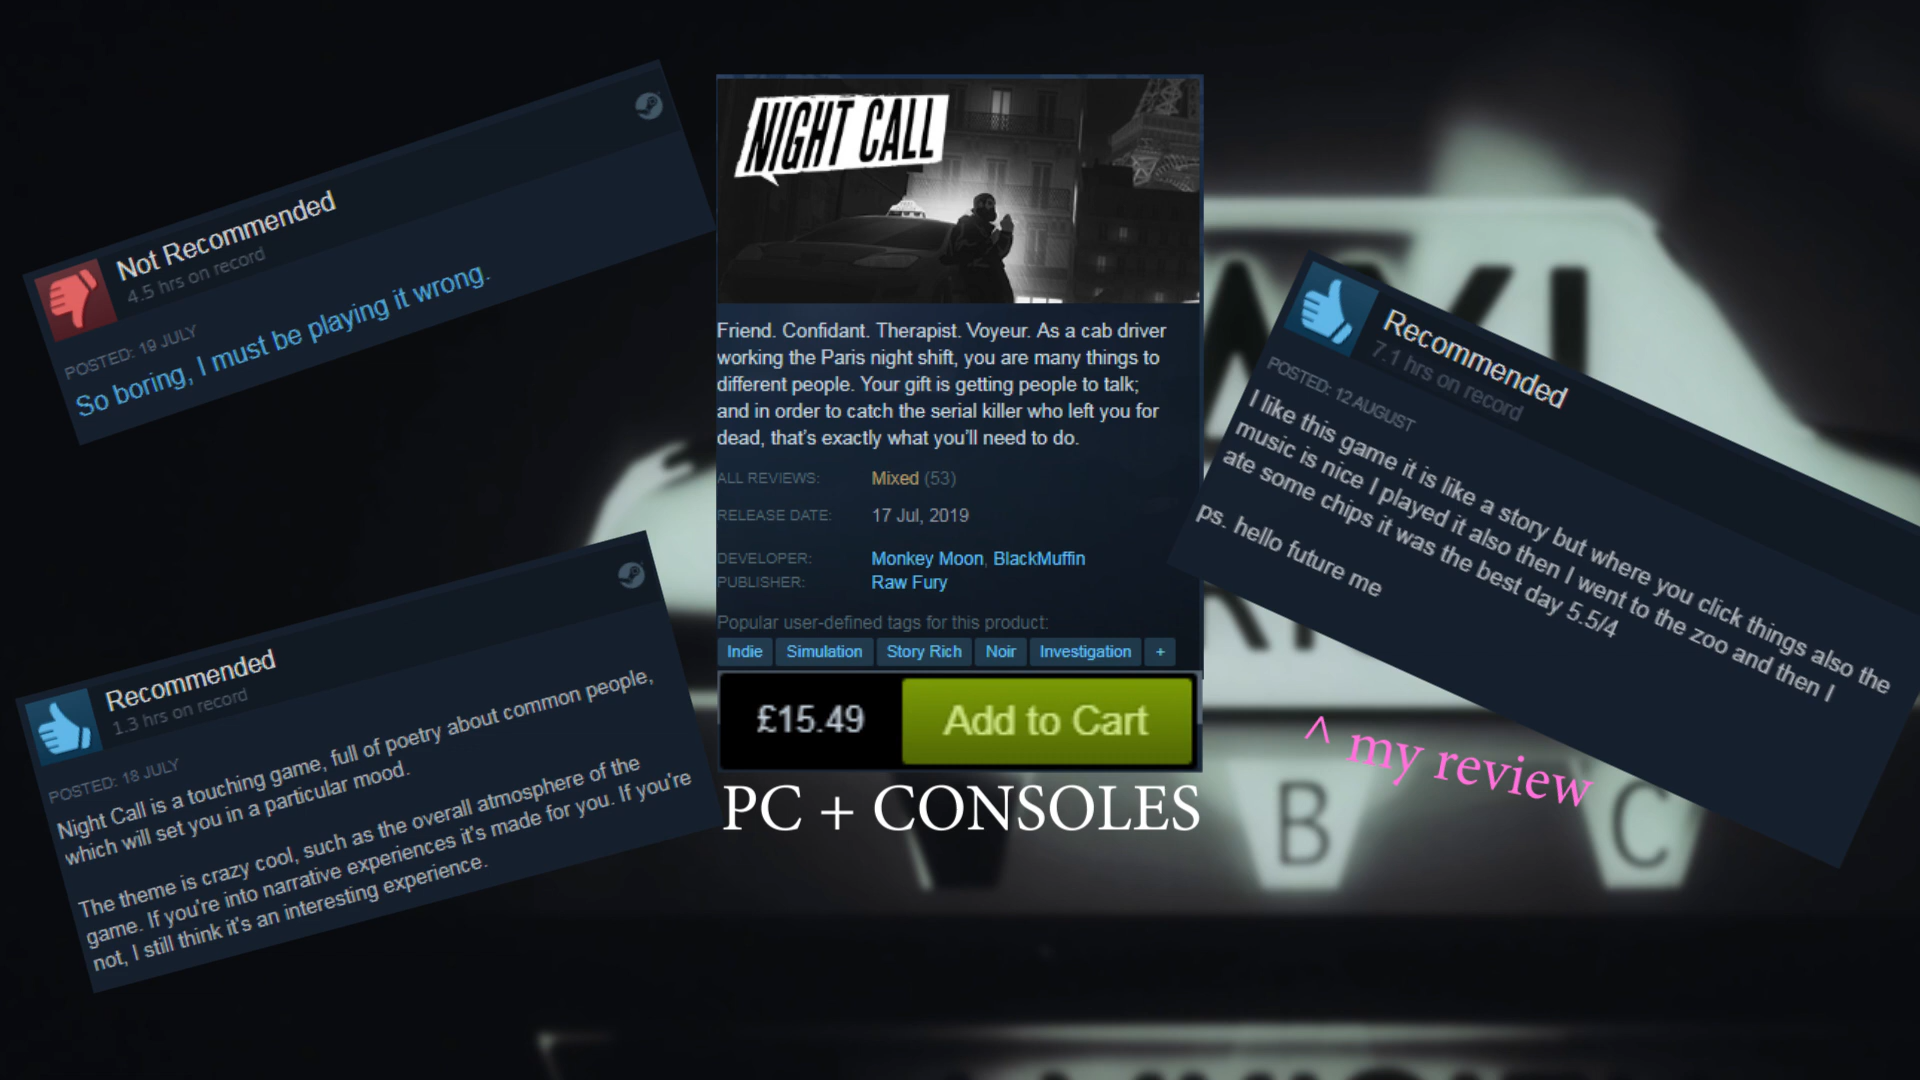 Not Recommended
4.5 hrs on record
POSTED: 19 JULY
So boring, I must be playing it wrong.
Recommended
1.3 hrs on record
POSTED: 18 JULY
Night Call is a touching game, full of poetry about common people,
which will set you in a particular mood.
The theme is crazy cool, such as the overall atmosphere of the
game. If you're into narrative experiences it's made for you. If you're
not, I still think it's an interesting experience.
NIGHT CALL
Friend. Confidant. Therapist. Voyeur. As a cab driver
working the Paris night shift, you are many things to
different people. Your gift is getting people to talk;
and in order to catch the serial killer who left you for
dead, that's exactly what you'll need to do.
ALL REVIEWS: Mixed (53)
RELEASE DATE: 17 Jul, 2019
DEVELOPER: Monkey Moon, BlackMuffin
PUBLISHER: Raw Fury
Popular user-defined tags for this product:
Indie Simulation Story Rich Noir Investigation +
£15.49 Add to Cart
PC + CONSOLES
Recommended
7.1 hrs on record
POSTED: 12 AUGUST
I like this game it is like a story but where you click things also the
music is nice I played it also then I went to the zoo and then I
ate some chips it was the best day 5.5/4
ps. hello future me
^ my review
B C